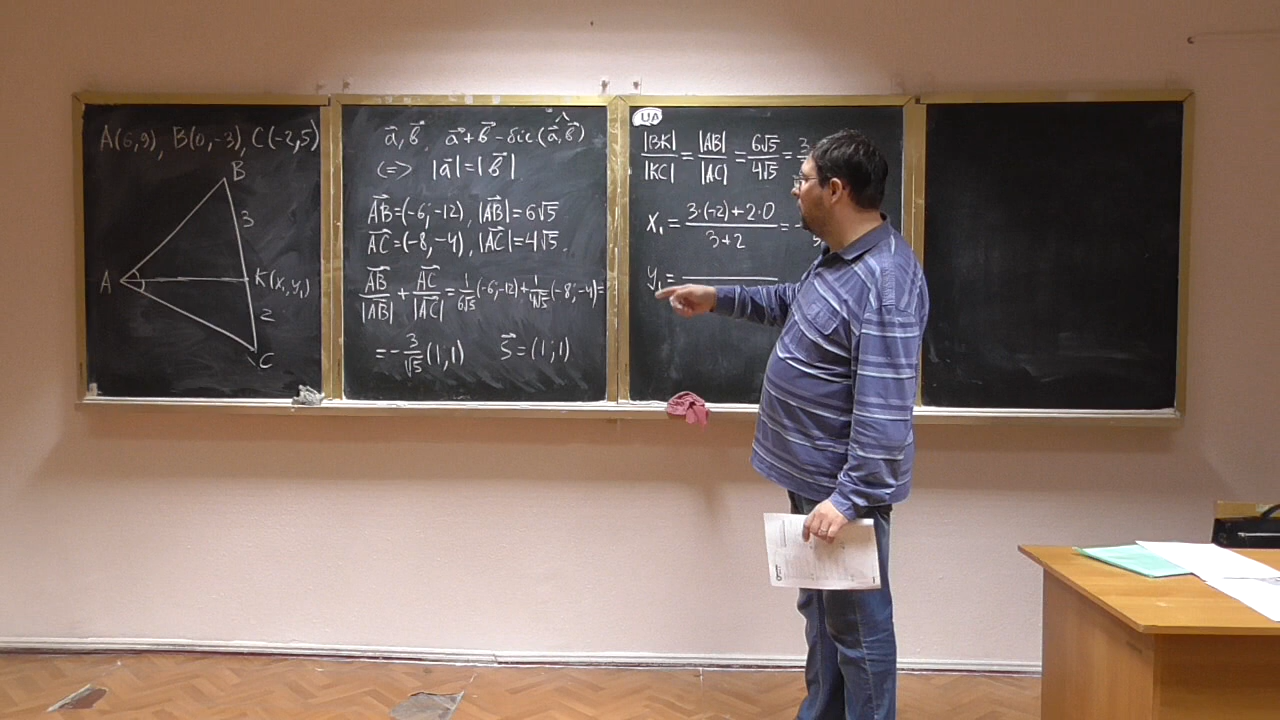 A(6,9), B(0,-3), C(-2,5)
B
3
A
K(x₁,y₁)
2
C
a⃗, b⃗, a⃗+b⃗ - біс(a⃗,^b⃗)
<=> |a⃗|=|b⃗|
AB⃗=(-6;-12), |AB⃗|=6√5
AC⃗=(-8,-4), |AC⃗|=4√5.
AB⃗/|AB⃗| + AC⃗/|AC⃗| = 1/6√5(-6;-12)+1/4√5(-8;-4)=
=-3/√5(1;1) S⃗=(1;1)
ЦД
|BK|/|KC| = |AB|/|AC| = 6√5/4√5 = 3
x₁ = 3·(-2)+2·0/3+2 = -
5
y₁ =